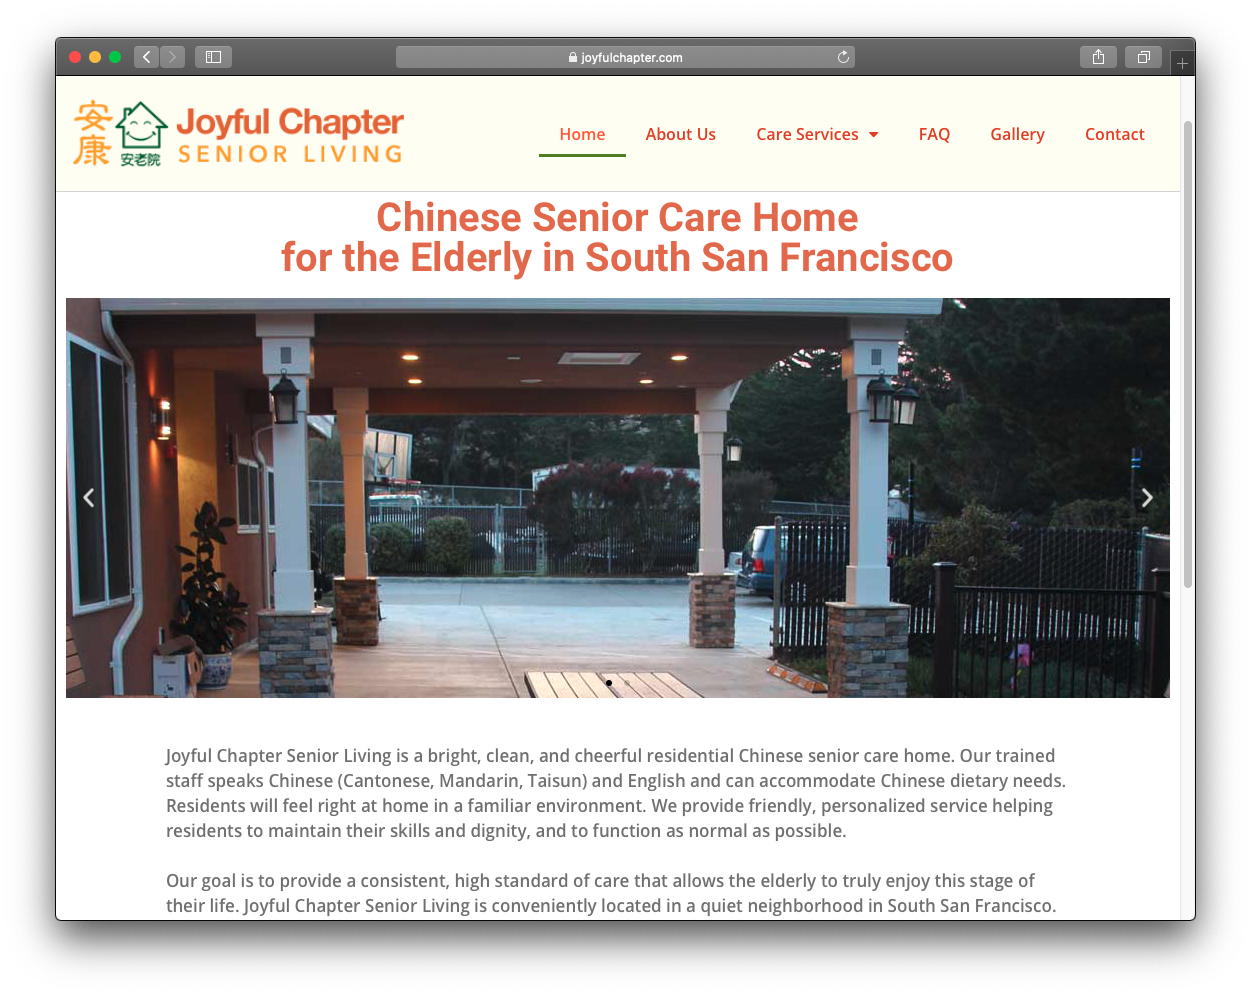 joyfulchapter.com
安康
安老院
Joyful Chapter
SENIOR LIVING
Home
About Us
Care Services
FAQ
Gallery
Contact
Chinese Senior Care Home
for the Elderly in South San Francisco
Joyful Chapter Senior Living is a bright, clean, and cheerful residential Chinese senior care home. Our trained
staff speaks Chinese (Cantonese, Mandarin, Taisun) and English and can accommodate Chinese dietary needs.
Residents will feel right at home in a familiar environment. We provide friendly, personalized service helping
residents to maintain their skills and dignity, and to function as normal as possible.
Our goal is to provide a consistent, high standard of care that allows the elderly to truly enjoy this stage of
their life. Joyful Chapter Senior Living is conveniently located in a quiet neighborhood in South San Francisco.